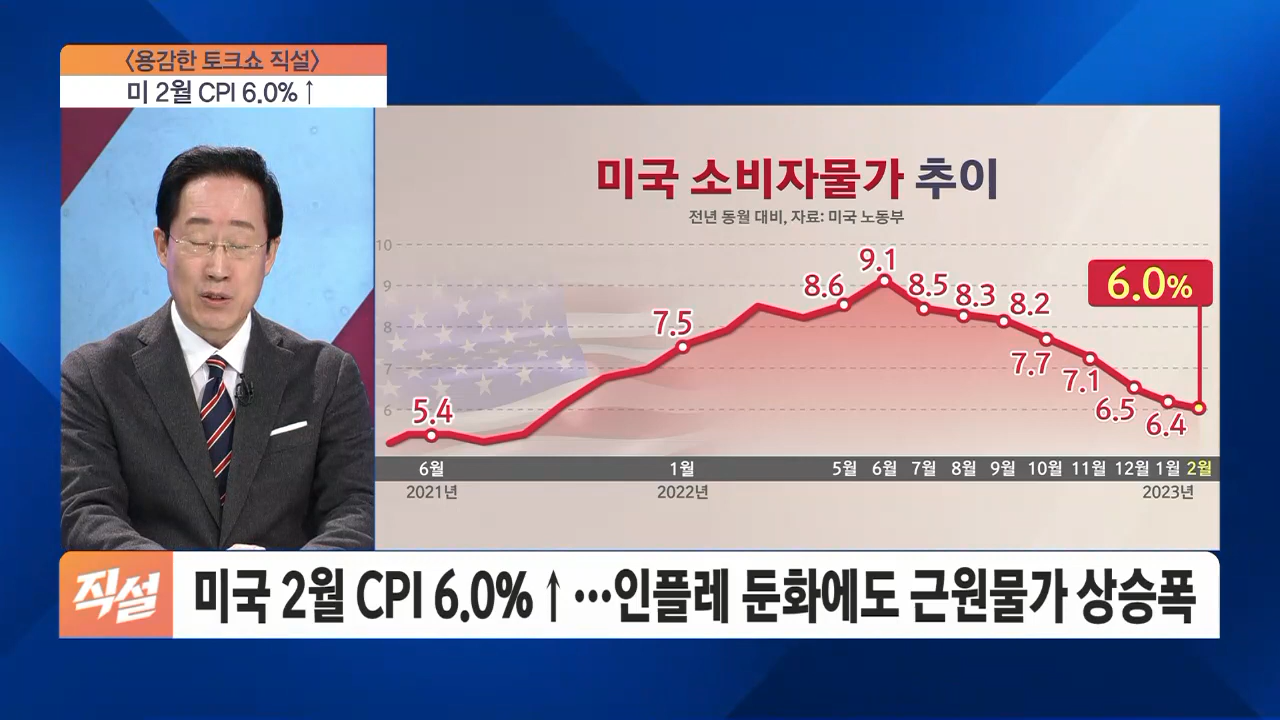 〈용감한 토크쇼 직설〉
미 2월 CPI 6.0%↑
미국 소비자물가 추이
전년 동월 대비, 자료: 미국 노동부
10
9
8
7
6
5.4
7.5
8.6
9.1
8.5
8.3
8.2
7.7
7.1
6.5
6.4
6.0%
6월 1월 5월 6월 7월 8월 9월 10월 11월 12월 1월 2월
2021년 2022년 2023년
직설
미국 2월 CPI 6.0%↑…인플레 둔화에도 근원물가 상승폭